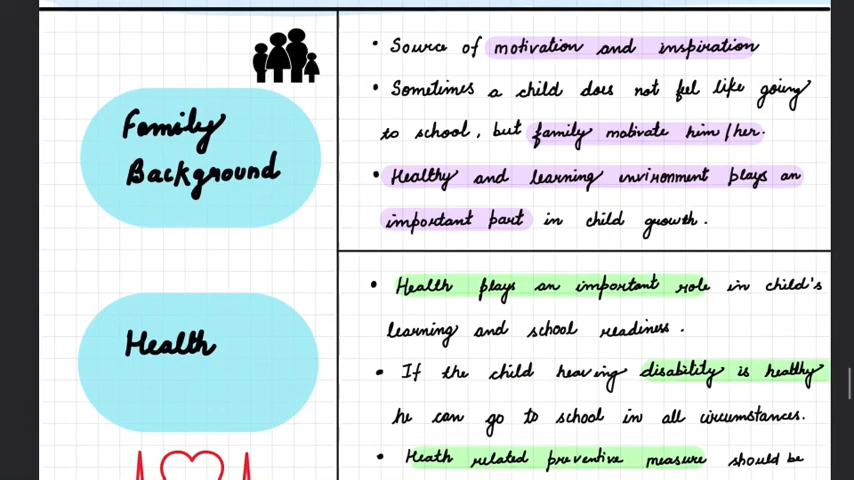 Family
Background
• Source of motivation and inspiration
• Sometimes a child does not feel like going
to school, but family motivate him/her.
• Healthy and learning environment plays an
important part in child growth.
Health
• Health plays an important role in child's
learning and school readiness.
• If the child hearing disability is healthy
he can go to school in all circumstances.
• Heath related preventive measure should be